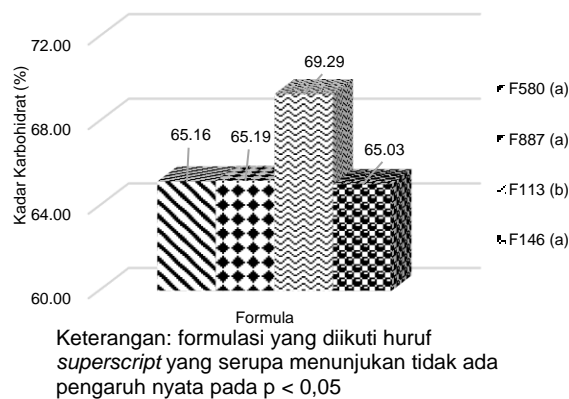 72.00
68.00
64.00
60.00
Kadar Karbohidrat (%)
65.16
65.19
69.29
65.03
F580 (a)
F887 (a)
F113 (b)
F146 (a)
Formula
Keterangan: formulasi yang diikuti huruf
superscript yang serupa menunjukan tidak ada
pengaruh nyata pada p < 0,05